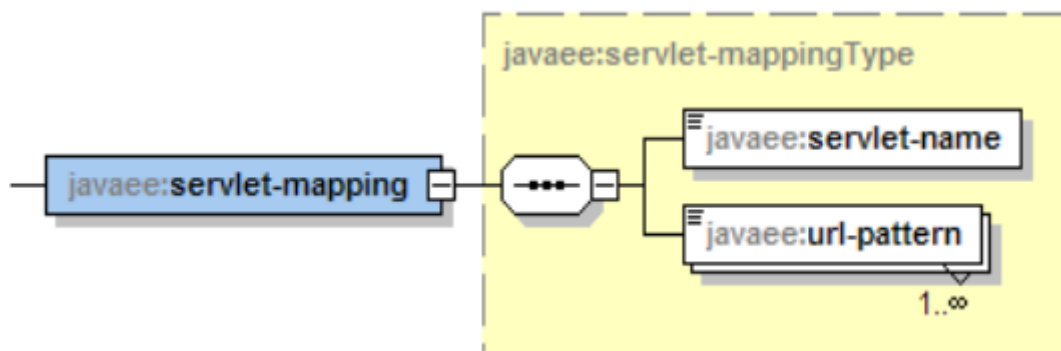 javaee:servlet-mappingType
javaee:servlet-name
javaee:servlet-mapping
javaee:url-pattern
1..∞